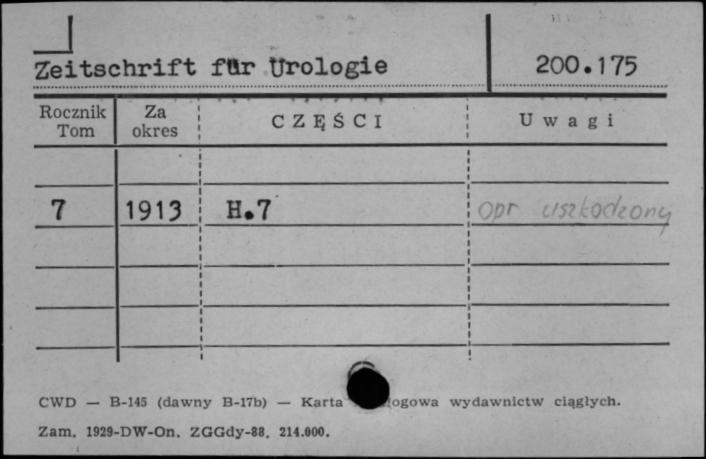 Zeitschrift für Urologie
200.175
Rocznik Tom
Za okres
CZĘŚCI
Uwagi
7
1913
H.7
opr uszkodzony
CWD — B-145 (dawny B-17b) — Karta ogowa wydawnictw ciągłych.
Zam. 1929-DW-On. ZGGdy-88. 214.000.